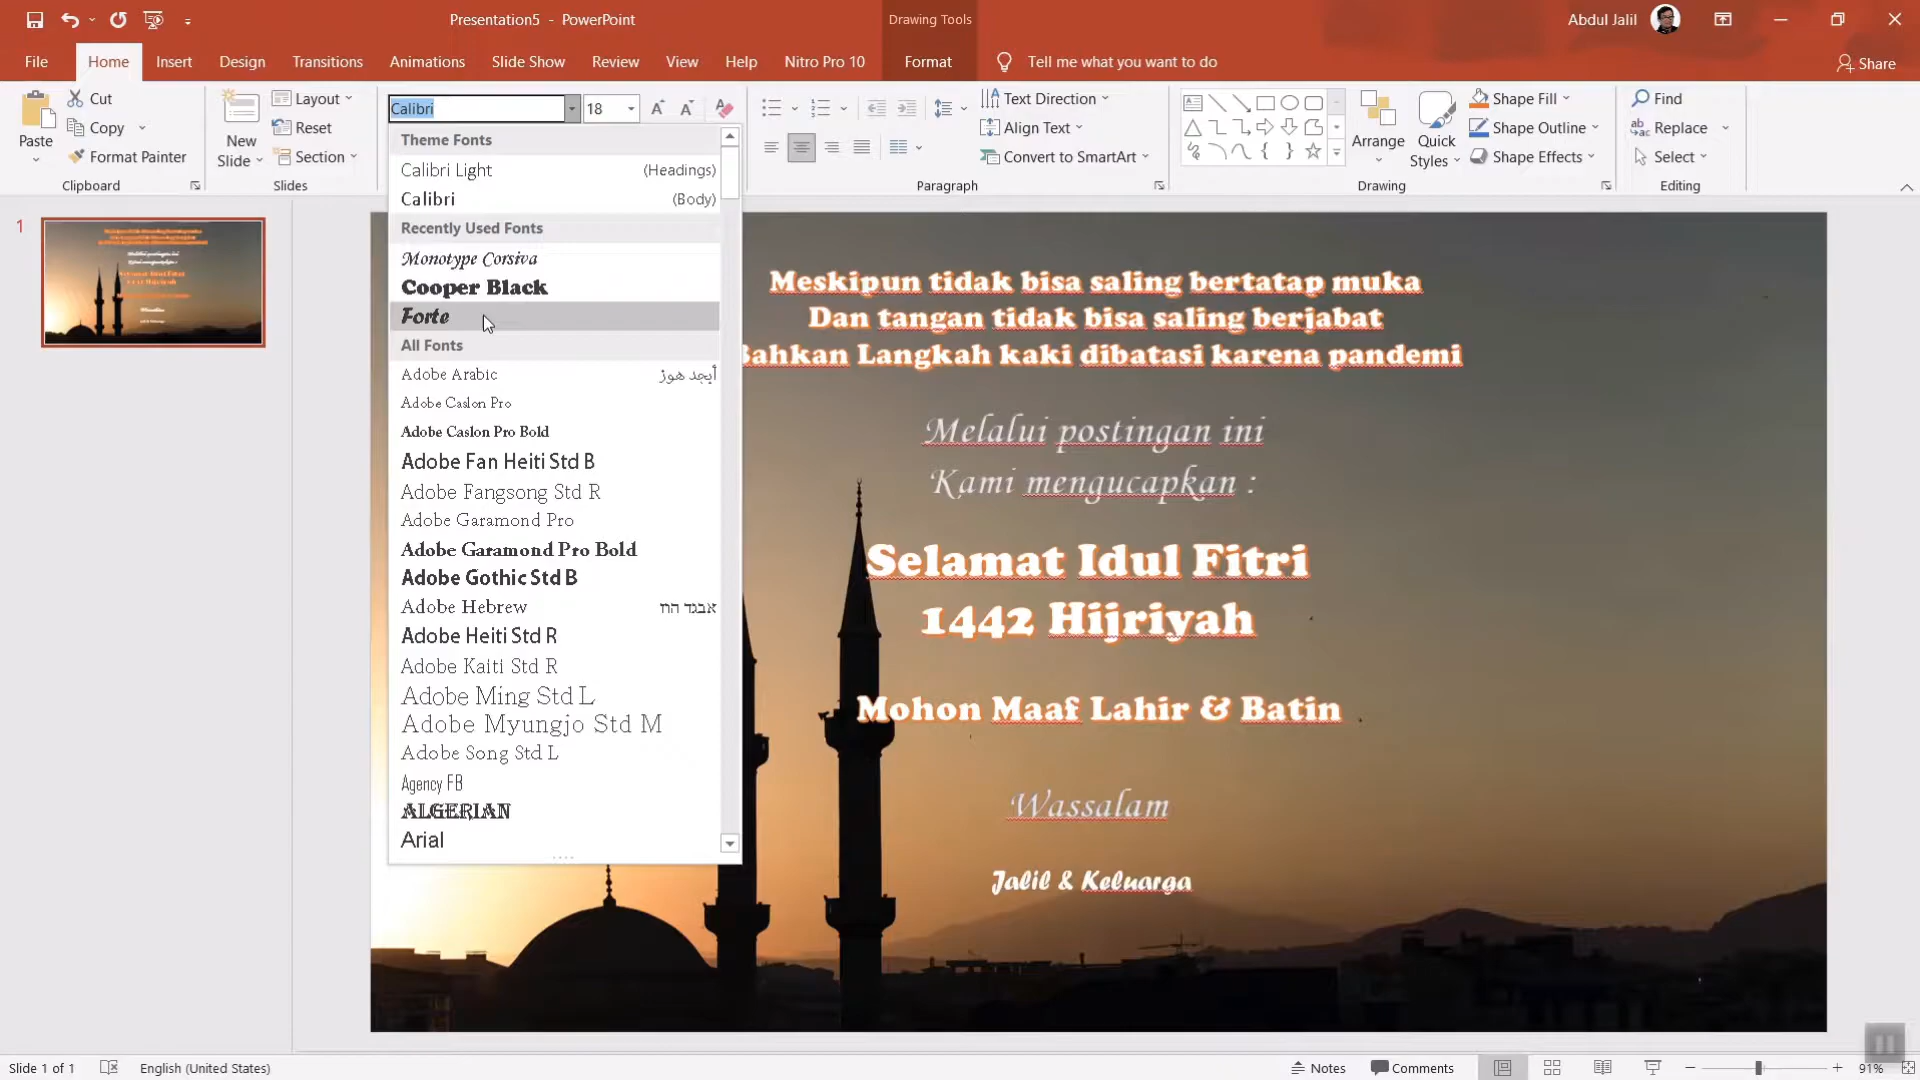 Presentation5 - PowerPoint
Drawing Tools
Abdul Jalil
File
Home
Insert
Design
Transitions
Animations
Slide Show
Review
View
Help
Nitro Pro 10
Format
Tell me what you want to do
Share
Paste
Cut
Copy
Format Painter
Clipboard
New Slide
Layout
Reset
Section
Slides
Calibri
18
Text Direction
Align Text
Convert to SmartArt
Paragraph
Arrange
Quick Styles
Shape Fill
Shape Outline
Shape Effects
Drawing
Find
Replace
Select
Editing
Theme Fonts
Calibri Light (Headings)
Calibri (Body)
Recently Used Fonts
Monotype Corsiva
Cooper Black
Forte
All Fonts
Adobe Arabic أبجد هوز
Adobe Caslon Pro
Adobe Caslon Pro Bold
Adobe Fan Heiti Std B
Adobe Fangsong Std R
Adobe Garamond Pro
Adobe Garamond Pro Bold
Adobe Gothic Std B
Adobe Hebrew אבגד הוז
Adobe Heiti Std R
Adobe Kaiti Std R
Adobe Ming Std L
Adobe Myungjo Std M
Adobe Song Std L
Agency FB
ALGERIAN
Arial
1
Meskipun tidak bisa saling bertatap muka
Dan tangan tidak bisa saling berjabat
Bahkan Langkah kaki dibatasi karena pandemi
Melalui postingan ini
Kami mengucapkan :
Selamat Idul Fitri
1442 Hijriyah
Mohon Maaf Lahir & Batin
Wassalam
Jalil & Keluarga
Slide 1 of 1
English (United States)
Notes
Comments
91%